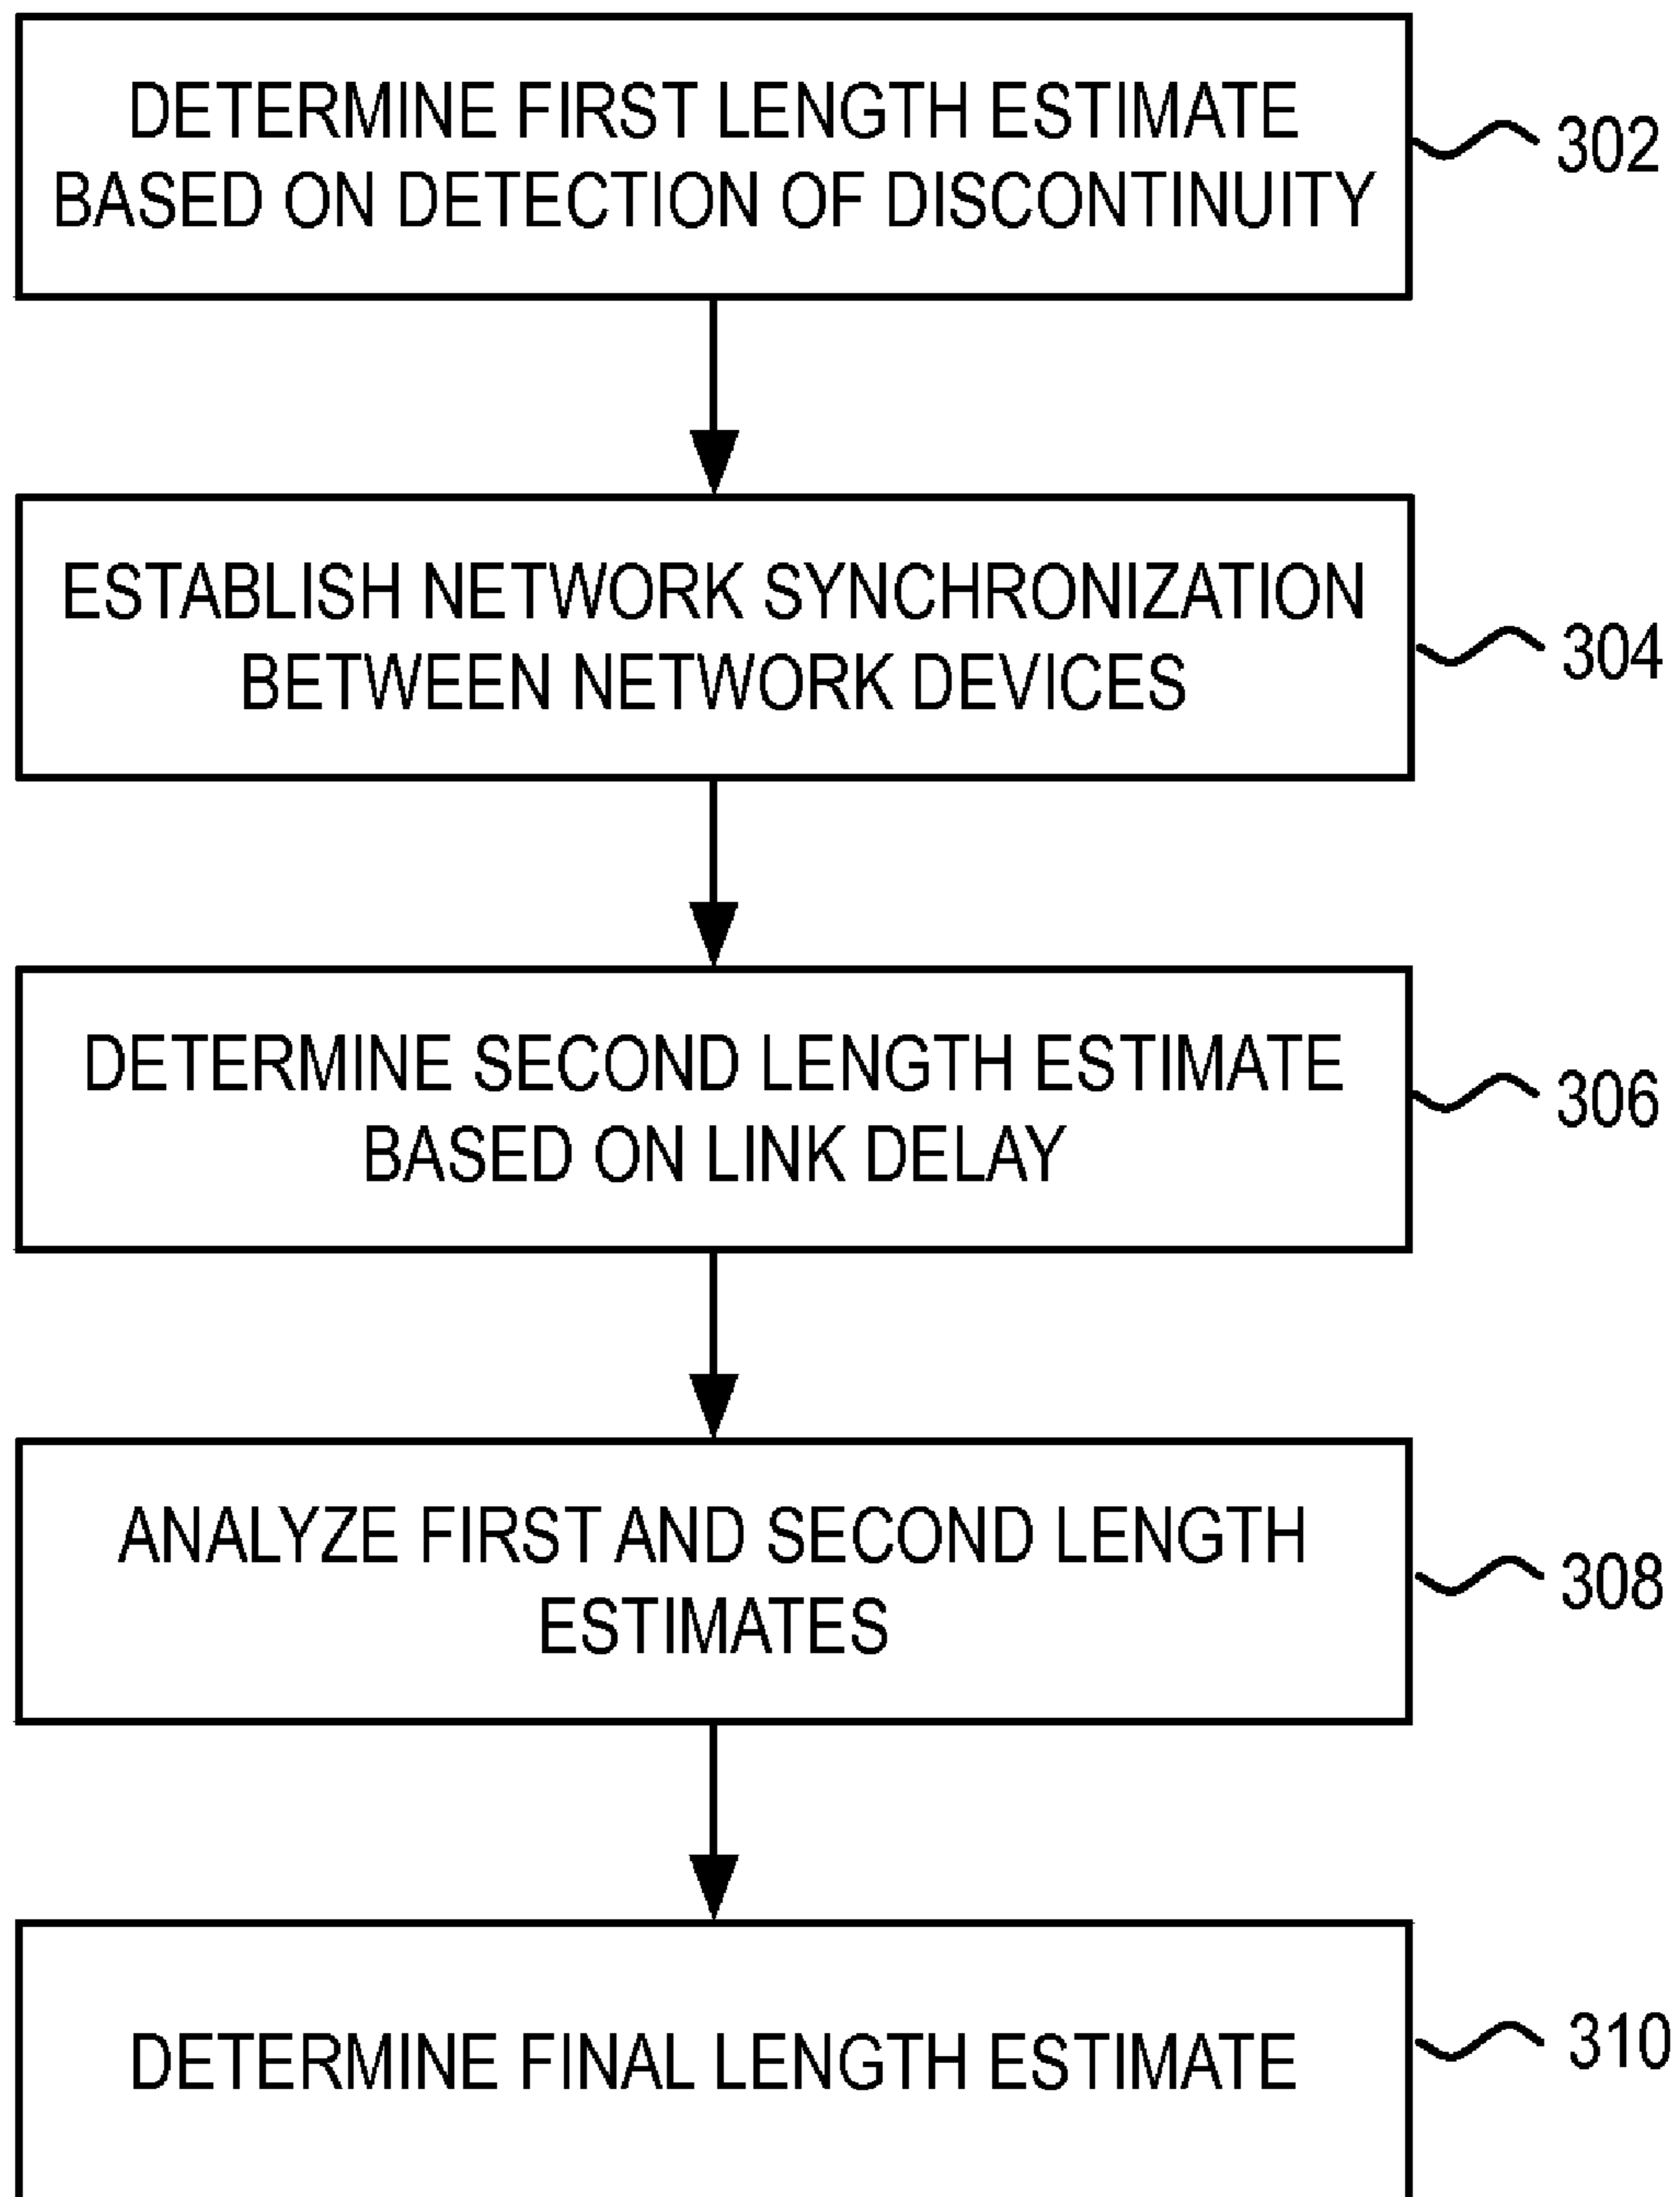 DETERMINE FIRST LENGTH ESTIMATE
BASED ON DETECTION OF DISCONTINUITY
302
ESTABLISH NETWORK SYNCHRONIZATION
BETWEEN NETWORK DEVICES
304
DETERMINE SECOND LENGTH ESTIMATE
BASED ON LINK DELAY
306
ANALYZE FIRST AND SECOND LENGTH
ESTIMATES
308
DETERMINE FINAL LENGTH ESTIMATE
310